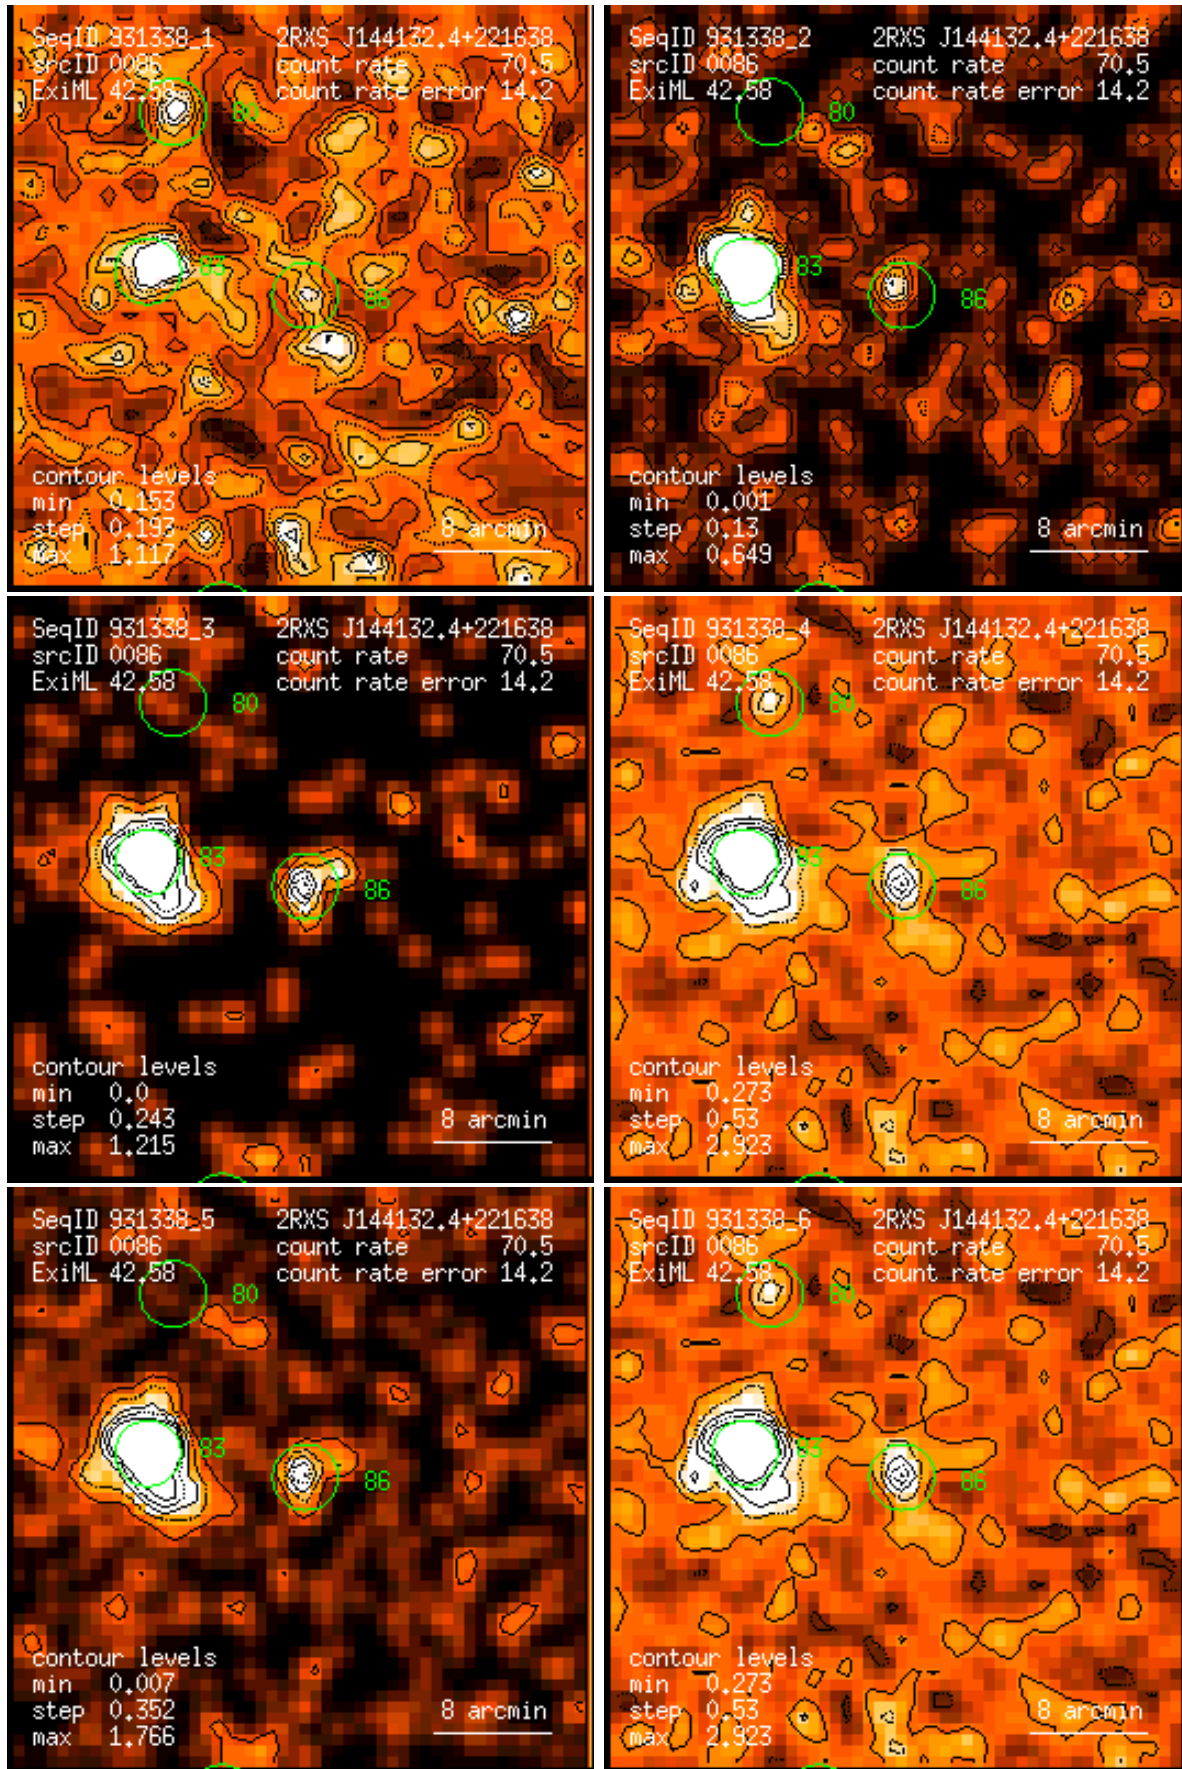 SeqID 931338_1 2RXS J144132.4+221638
srcID 0086 count rate 70.5
ExiML 42.58 count rate error 14.2
80
83
86
contour levels
min 0.153
step 0.193 8 arcmin
max 1.117
SeqID 931338_2 2RXS J144132.4+221638
srcID 0086 count rate 70.5
ExiML 42.58 count rate error 14.2
80
83
86
contour levels
min 0.001
step 0.13 8 arcmin
max 0.649
SeqID 931338_3 2RXS J144132.4+221638
srcID 0086 count rate 70.5
ExiML 42.58 count rate error 14.2
80
83
86
contour levels
min 0.0
step 0.243 8 arcmin
max 1.215
SeqID 931338_4 2RXS J144132.4+221638
srcID 0086 count rate 70.5
ExiML 42.58 count rate error 14.2
80
83
86
contour levels
min 0.273
step 0.53 8 arcmin
max 2.923
SeqID 931338_5 2RXS J144132.4+221638
srcID 0086 count rate 70.5
ExiML 42.58 count rate error 14.2
80
83
86
contour levels
min 0.007
step 0.352 8 arcmin
max 1.766
SeqID 931338_6 2RXS J144132.4+221638
srcID 0086 count rate 70.5
ExiML 42.58 count rate error 14.2
80
83
86
contour levels
min 0.273
step 0.53 8 arcmin
max 2.923